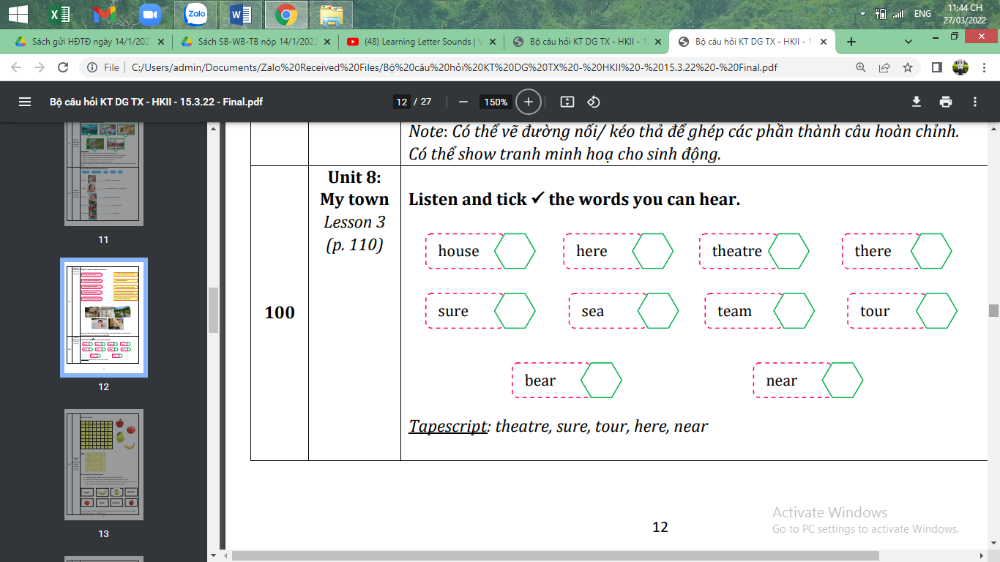 11:44 CH
ENG
27/03/2022
Zalo
Sách gửi HĐTĐ ngày 14/1/202
Sách SB-WB-TB nộp 14/1/2022
(48) Learning Letter Sounds | V
Bộ câu hỏi KT DG TX - HKII - 1
Bộ câu hỏi KT DG TX - HKII - 1
File
C:/Users/admin/Documents/Zalo%20Received%20Files/Bộ%20câu%20hỏi%20KT%20DG%20TX%20-%20HKII%20-%2015.3.22%20-%20Final.pdf
Bộ câu hỏi KT DG TX - HKII - 15.3.22 - Final.pdf
12 / 27
150%
11
12
13
Note: Có thể vẽ đường nối/ kéo thả để ghép các phần thành câu hoàn chỉnh.
Có thể show tranh minh hoạ cho sinh động.
100
Unit 8:
My town
Lesson 3
(p. 110)
Listen and tick ✓ the words you can hear.
house here theatre there
sure sea team tour
bear near
Tapescript: theatre, sure, tour, here, near
12
Activate Windows
Go to PC settings to activate Windows.